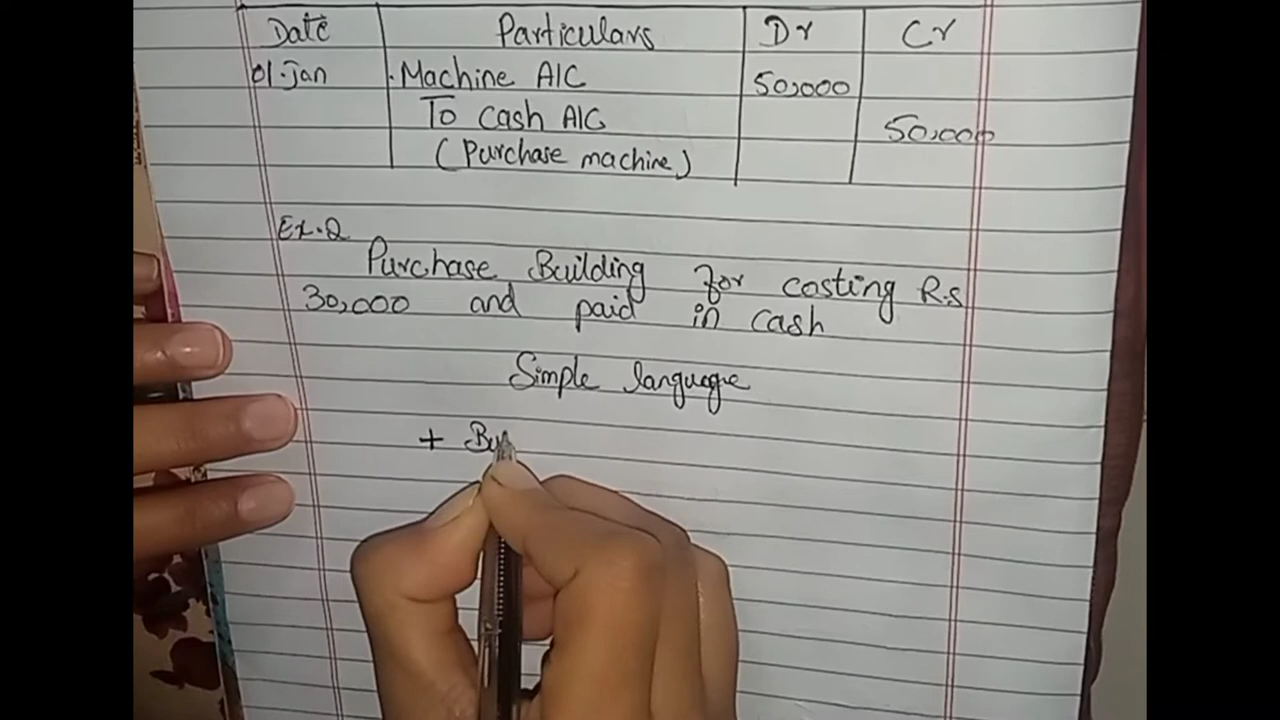 Date Particulars Dr Cr
01.Jan Machine A/C 50,000
To Cash A/C 50,000
(Purchase machine)
Ex.2
Purchase Building for costing R.s
30,000 and paid in cash
Simple language
+ Bu